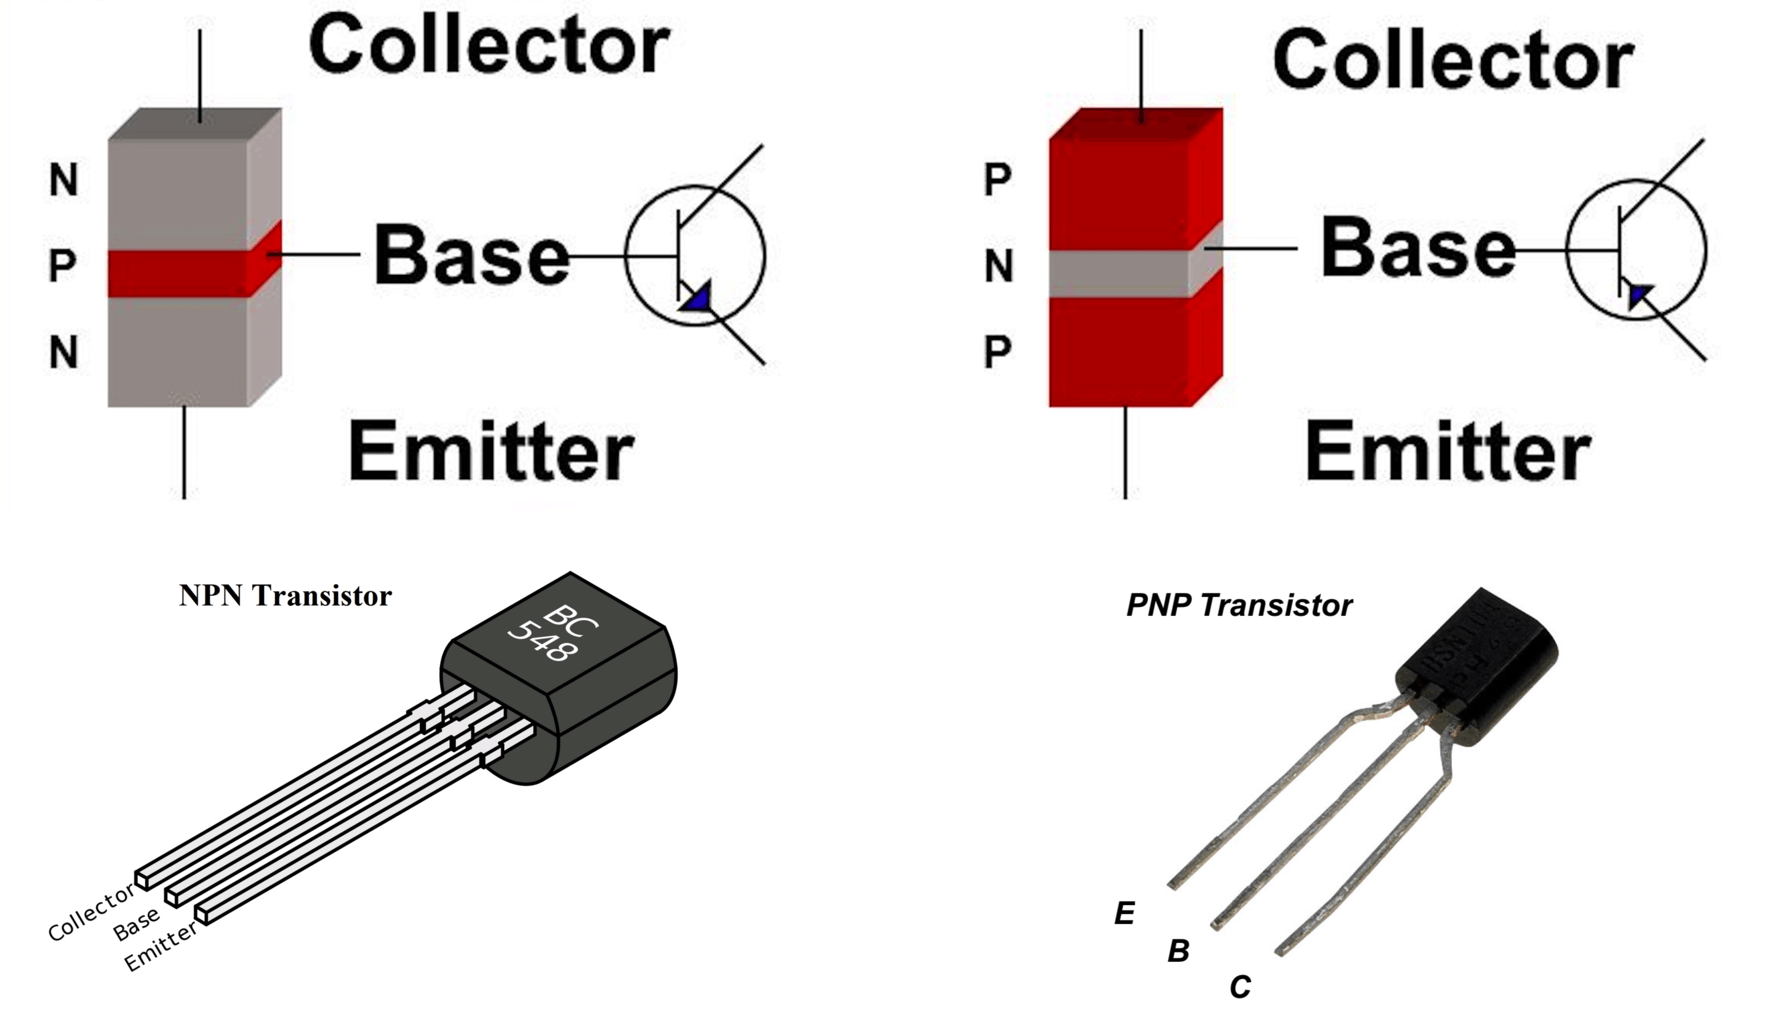 Collector
N
P
N
Base
Emitter
NPN Transistor
BC
548
Collector
Base
Emitter
Collector
P
N
P
Base
Emitter
PNP Transistor
E
B
C